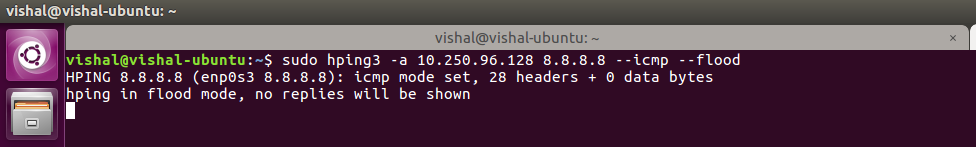 vishal@vishal-ubuntu: ~
vishal@vishal-ubuntu: ~ ×
vishal@vishal-ubuntu:~$ sudo hping3 -a 10.250.96.128 8.8.8.8 --icmp --flood
HPING 8.8.8.8 (enp0s3 8.8.8.8): icmp mode set, 28 headers + 0 data bytes
hping in flood mode, no replies will be shown